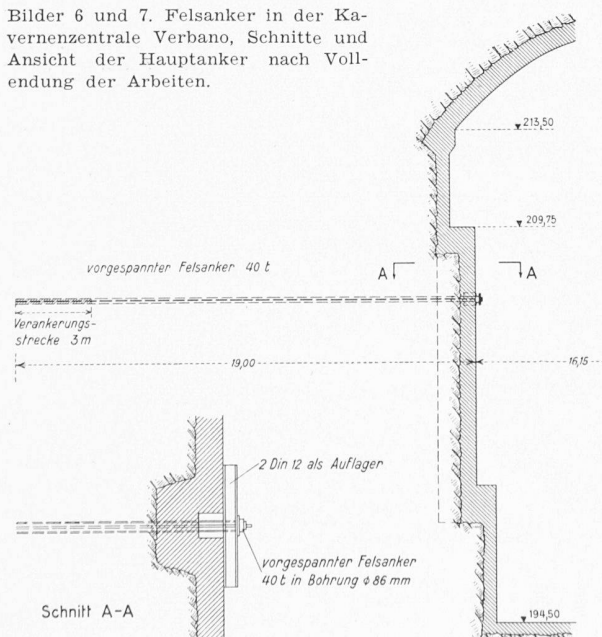 Bilder 6 und 7. Felsanker in der Ka-
vernenzentrale Verbano, Schnitte und
Ansicht der Hauptanker nach Voll-
endung der Arbeiten.
213,50
209,75
vorgespannter Felsanker 40 t
A A
Verankerungs-
strecke 3 m
19,00 16,15
2 Din 12 als Auflager
vorgespannter Felsanker
40 t in Bohrung ϕ 86 mm
Schnitt A-A
194,50